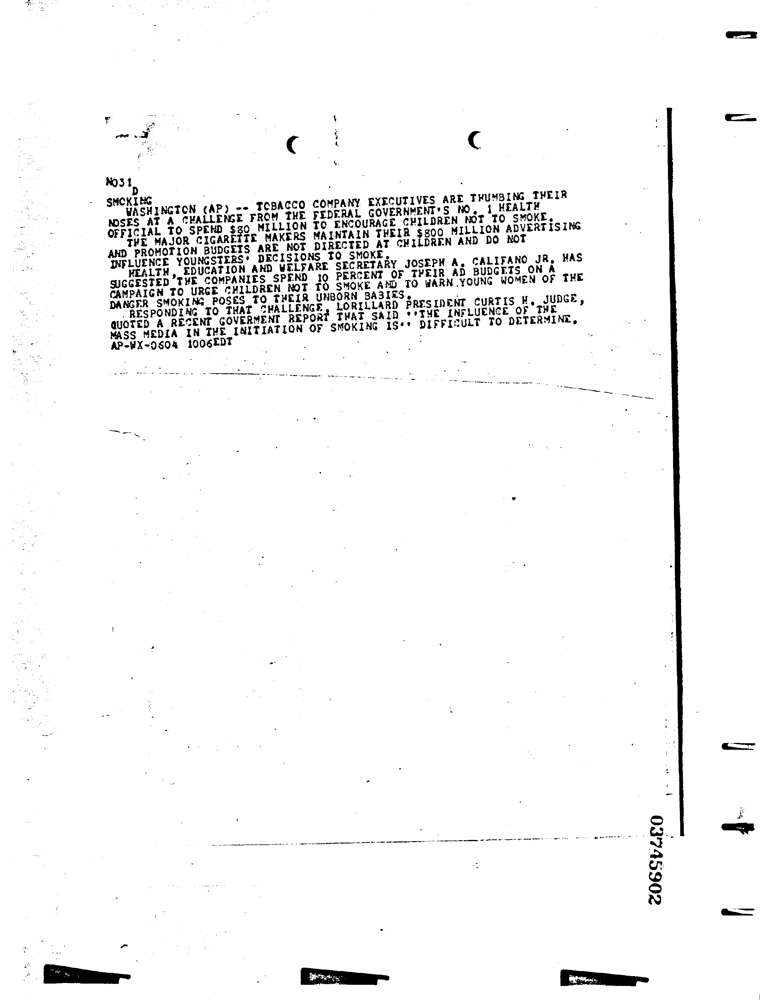 N031
D
SMOKING
WASHINGTON (AP) -- TOBACCO COMPANY EXECUTIVES ARE THUMBING THEIR
NOSES AT A CHALLENGE FROM THE FEDERAL GOVERNMENT'S NO. 1 HEALTH
OFFICIAL TO SPEND $80 MILLION TO ENCOURAGE CHILDREN NOT TO SMOKE.
THE MAJOR CIGARETTE MAKERS MAINTAIN THEIR $800 MILLION ADVERTISING
AND PROMOTION BUDGETS ARE NOT DIRECTED AT CHILDREN AND DO NOT
INFLUENCE YOUNGSTERS' DECISIONS TO SMOKE.
HEALTH, EDUCATION AND WELFARE SECRETARY JOSEPH A. CALIFANO JR. HAS
SUGGESTED THE COMPANIES SPEND 10 PERCENT OF THEIR AD BUDGETS ON A
CAMPAIGN TO URGE CHILDREN NOT TO SMOKE AND TO WARN YOUNG WOMEN OF THE
DANGER SMOKING POSES TO THEIR UNBORN BABIES.
RESPONDING TO THAT CHALLENGE, LORILLARD PRESIDENT CURTIS H. JUDGE,
QUOTED A RECENT GOVERMENT REPORT THAT SAID ''THE INFLUENCE OF THE
MASS MEDIA IN THE INITIATION OF SMOKING IS'' DIFFICULT TO DETERMINE.
AP-WX-0604 1006EDT
03745902